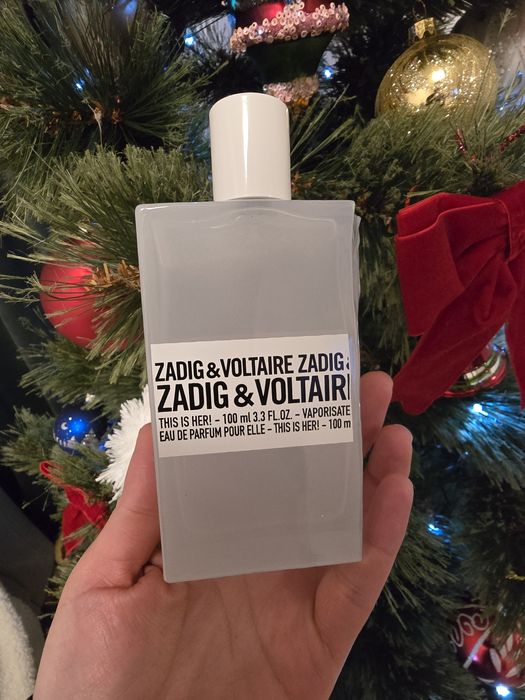 ZADIG & VOLTAIRE ZADIG &
ZADIG & VOLTAIR
THIS IS HER! – 100 ml 3.3 FL.OZ. – VAPORISATE
EAU DE PARFUM POUR ELLE – THIS IS HER! – 100 m